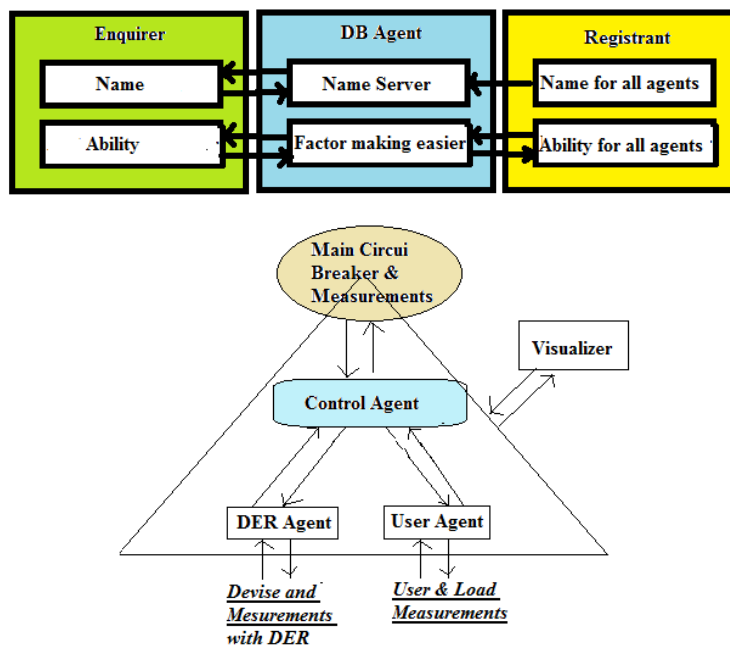 Enquirer
DB Agent
Registrant
Name
Name Server
Name for all agents
Ability
Factor making easier
Ability for all agents
Main Circui
Breaker &
Measurements
Visualizer
Control Agent
DER Agent
User Agent
Devise and
Mesurements
with DER
User & Load
Measurements